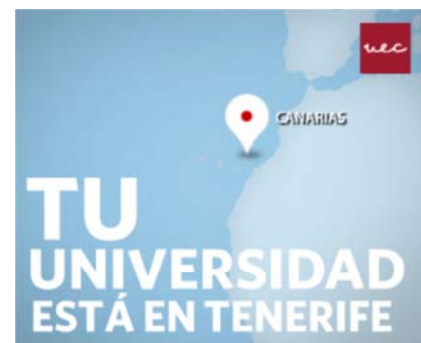 uec
CANARIAS
TU
UNIVERSIDAD
ESTÁ EN TENERIFE